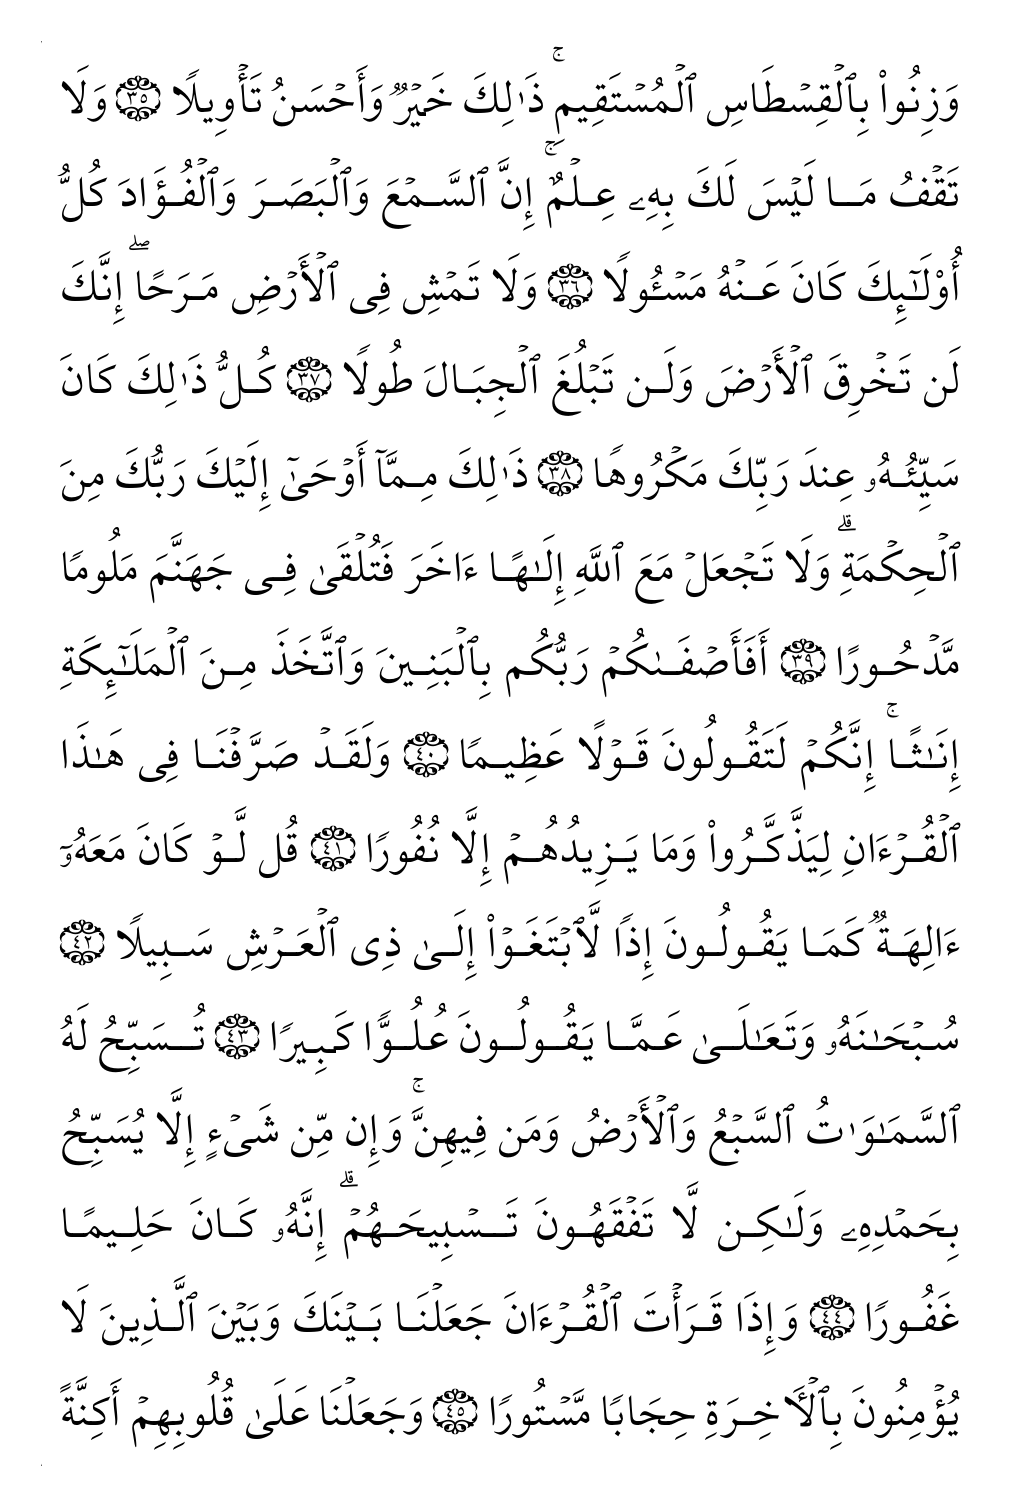 وَزِنُوا۟ بِٱلْقِسْطَاسِ ٱلْمُسْتَقِيمِ ۚ ذَٰلِكَ خَيْرٌ وَأَحْسَنُ تَأْوِيلًا ﴿٣٥﴾ وَلَا
تَقْفُ مَا لَيْسَ لَكَ بِهِۦ عِلْمٌ ۚ إِنَّ ٱلسَّمْعَ وَٱلْبَصَرَ وَٱلْفُؤَادَ كُلُّ
أُو۟لَـٰٓئِكَ كَانَ عَنْهُ مَسْـُٔولًا ﴿٣٦﴾ وَلَا تَمْشِ فِى ٱلْأَرْضِ مَرَحًا ۖ إِنَّكَ
لَن تَخْرِقَ ٱلْأَرْضَ وَلَن تَبْلُغَ ٱلْجِبَالَ طُولًا ﴿٣٧﴾ كُلُّ ذَٰلِكَ كَانَ
سَيِّئُهُۥ عِندَ رَبِّكَ مَكْرُوهًا ﴿٣٨﴾ ذَٰلِكَ مِمَّآ أَوْحَىٰٓ إِلَيْكَ رَبُّكَ مِنَ
ٱلْحِكْمَةِ ۗ وَلَا تَجْعَلْ مَعَ ٱللَّهِ إِلَـٰهًا ءَاخَرَ فَتُلْقَىٰ فِى جَهَنَّمَ مَلُومًا
مَّدْحُورًا ﴿٣٩﴾ أَفَأَصْفَىٰكُمْ رَبُّكُم بِٱلْبَنِينَ وَٱتَّخَذَ مِنَ ٱلْمَلَـٰٓئِكَةِ
إِنَـٰثًا ۚ إِنَّكُمْ لَتَقُولُونَ قَوْلًا عَظِيمًا ﴿٤٠﴾ وَلَقَدْ صَرَّفْنَا فِى هَـٰذَا
ٱلْقُرْءَانِ لِيَذَّكَّرُوا۟ وَمَا يَزِيدُهُمْ إِلَّا نُفُورًا ﴿٤١﴾ قُل لَّوْ كَانَ مَعَهُۥٓ
ءَالِهَةٌ كَمَا يَقُولُونَ إِذًا لَّٱبْتَغَوْا۟ إِلَىٰ ذِى ٱلْعَرْشِ سَبِيلًا ﴿٤٢﴾
سُبْحَـٰنَهُۥ وَتَعَـٰلَىٰ عَمَّا يَقُولُونَ عُلُوًّا كَبِيرًا ﴿٤٣﴾ تُسَبِّحُ لَهُ
ٱلسَّمَـٰوَٰتُ ٱلسَّبْعُ وَٱلْأَرْضُ وَمَن فِيهِنَّ ۚ وَإِن مِّن شَىْءٍ إِلَّا يُسَبِّحُ
بِحَمْدِهِۦ وَلَـٰكِن لَّا تَفْقَهُونَ تَسْبِيحَهُمْ ۗ إِنَّهُۥ كَانَ حَلِيمًا
غَفُورًا ﴿٤٤﴾ وَإِذَا قَرَأْتَ ٱلْقُرْءَانَ جَعَلْنَا بَيْنَكَ وَبَيْنَ ٱلَّذِينَ لَا
يُؤْمِنُونَ بِٱلْـَٔاخِرَةِ حِجَابًا مَّسْتُورًا ﴿٤٥﴾ وَجَعَلْنَا عَلَىٰ قُلُوبِهِمْ أَكِنَّةً